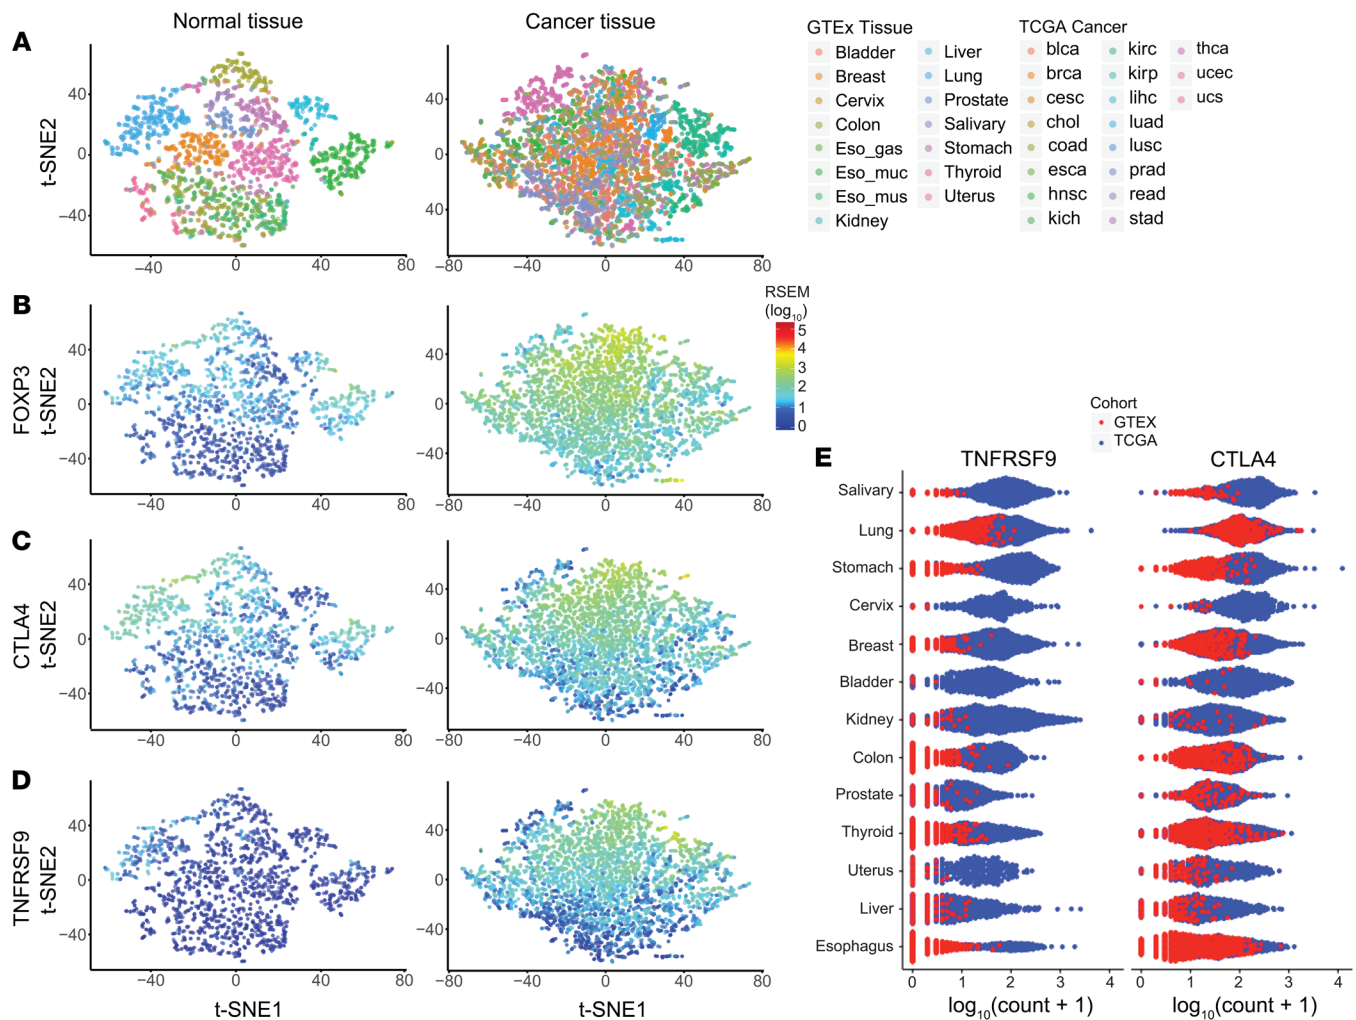 Normal tissue
Cancer tissue
GTEx Tissue
TCGA Cancer
A
t-SNE2
40
0
−40
−40
0
40
80
40
0
40
−80
−40
0
40
80
Bladder
Breast
Cervix
Colon
Eso_gas
Eso_muc
Eso_mus
Kidney
Liver
Lung
Prostate
Salivary
Stomach
Thyroid
Uterus
blca
brca
cesc
chol
coad
esca
hnsc
kich
kirc
kirp
lihc
luad
lusc
prad
read
stad
thca
ucec
ucs
B
FOXP3
t-SNE2
40
0
−40
−40
0
40
80
40
0
−40
−80
−40
0
40
80
RSEM
(log10)
5
4
3
2
1
0
C
CTLA4
t-SNE2
40
0
−40
−40
0
40
80
40
0
−40
−80
−40
0
40
80
D
TNFRSF9
t-SNE2
40
0
−40
−40
0
40
80
40
0
−40
−80
−40
0
40
80
t-SNE1
t-SNE1
Cohort
GTEX
TCGA
E
TNFRSF9
CTLA4
Salivary
Lung
Stomach
Cervix
Breast
Bladder
Kidney
Colon
Prostate
Thyroid
Uterus
Liver
Esophagus
0
1
2
3
4
0
1
2
3
4
log10(count + 1)
log10(count + 1)